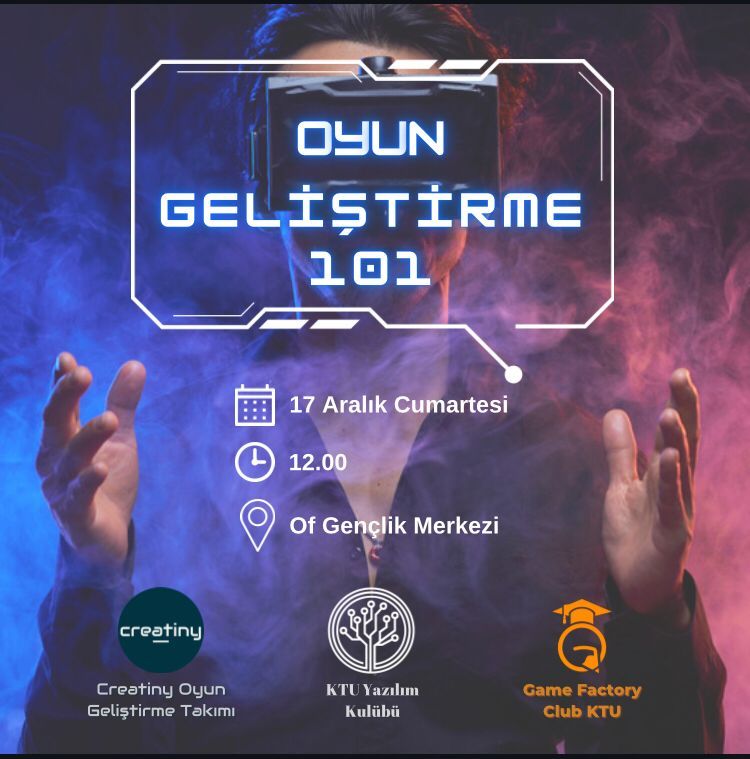 OYUN
GELİŞTİRME
101
17 Aralık Cumartesi
12.00
Of Gençlik Merkezi
creatiny
Creatiny Oyun
Geliştirme Takımı
KTU Yazılım
Kulübü
Game Factory
Club KTU